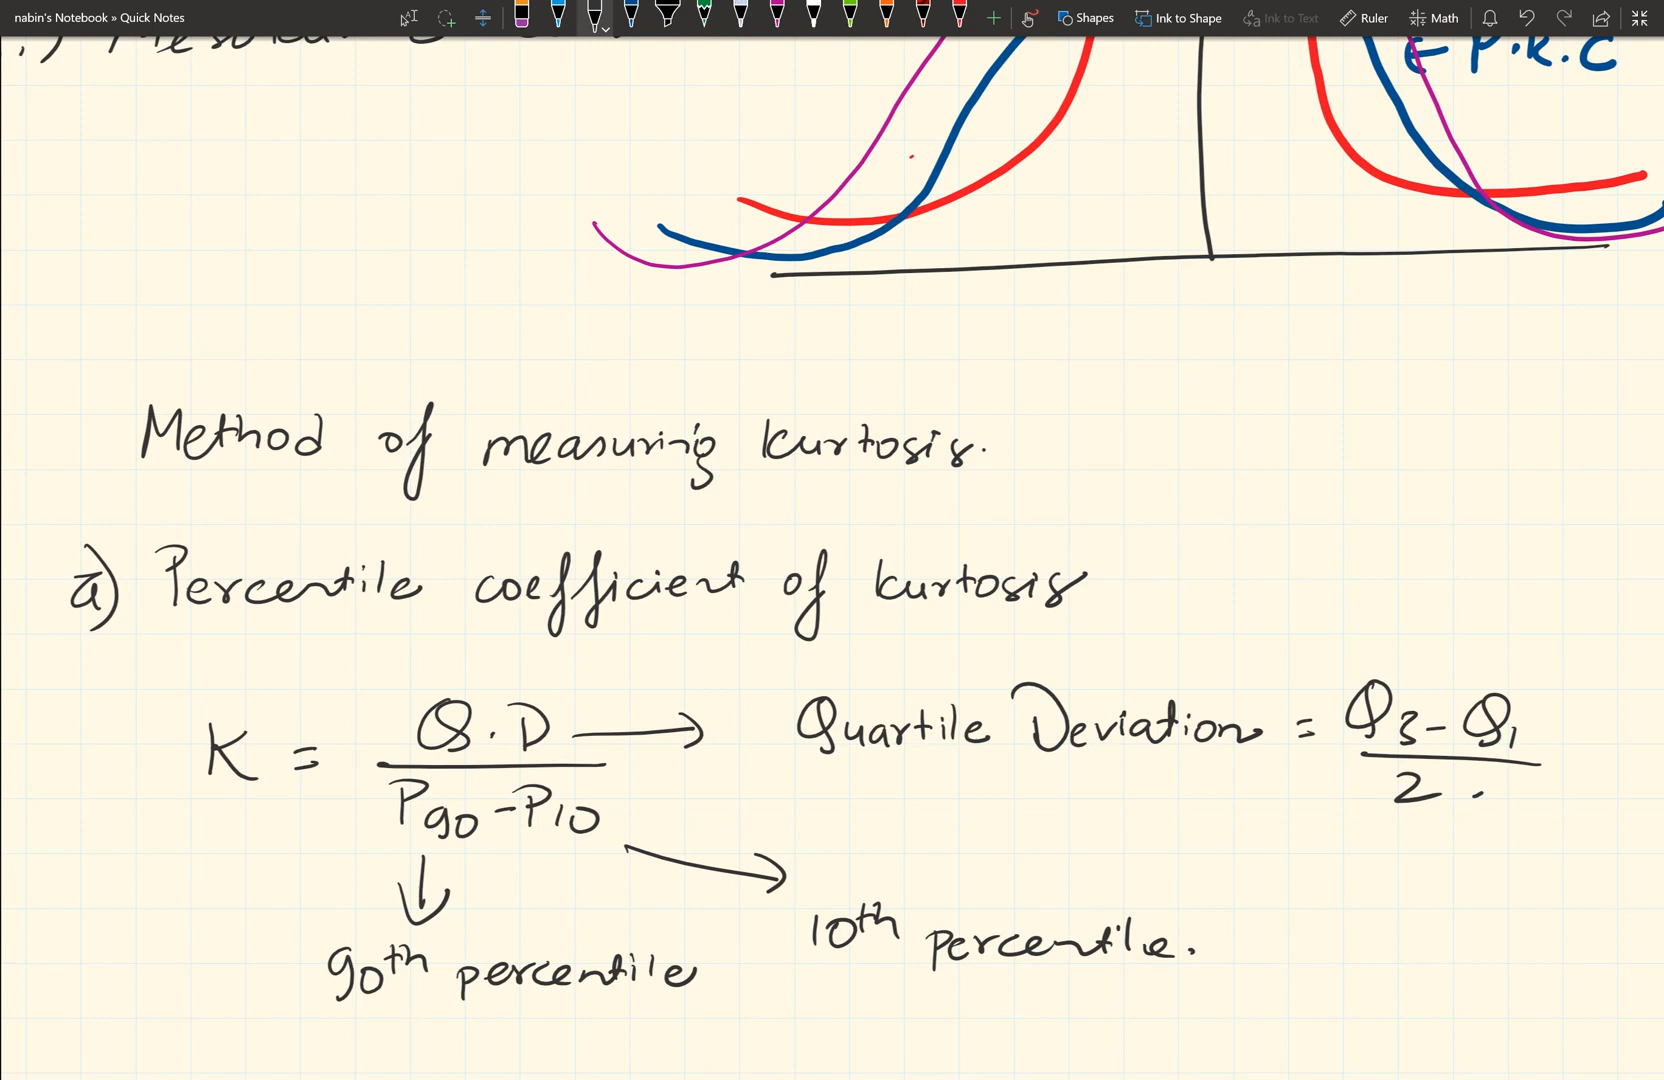 nabin's Notebook » Quick Notes
Shapes
Ink to Shape
Ink to Text
Ruler
Math
← P.K.C
Method of measuring kurtosis.
a) Percentile coefficient of kurtosis
K = Q.D / P90 - P10 → Quartile Deviation = Q3 - Q1 / 2.
↓ 90th percentile
→ 10th percentile.